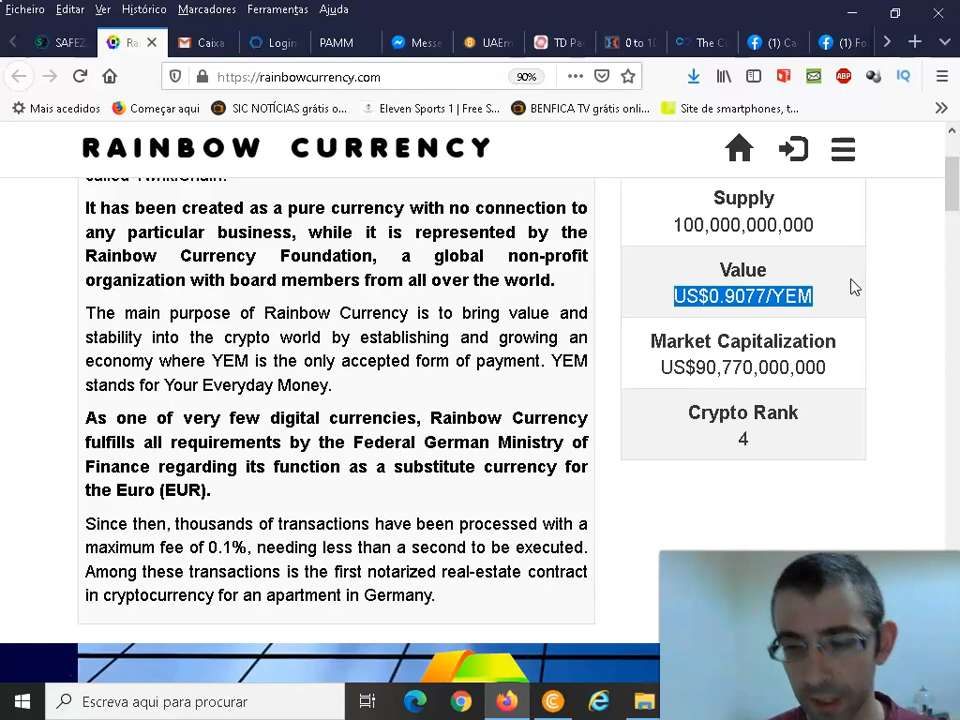 Ficheiro Editar Ver Histórico Marcadores Ferramentas Ajuda
SAFEZ Ra Caixa Login PAMM Messe UAEm TD Pa 0 to 10 The C (1) Ca (1) Fo
https://rainbowcurrency.com 90% ABP IQ
Mais acedidos Começar aqui SIC NOTÍCIAS grátis o... Eleven Sports 1 | Free S... BENFICA TV grátis onli... Site de smartphones, t...
RAINBOW CURRENCY
It has been created as a pure currency with no connection to
any particular business, while it is represented by the
Rainbow Currency Foundation, a global non-profit
organization with board members from all over the world.
The main purpose of Rainbow Currency is to bring value and
stability into the crypto world by establishing and growing an
economy where YEM is the only accepted form of payment. YEM
stands for Your Everyday Money.
As one of very few digital currencies, Rainbow Currency
fulfills all requirements by the Federal German Ministry of
Finance regarding its function as a substitute currency for
the Euro (EUR).
Since then, thousands of transactions have been processed with a
maximum fee of 0.1%, needing less than a second to be executed.
Among these transactions is the first notarized real-estate contract
in cryptocurrency for an apartment in Germany.
Supply
100,000,000,000
Value
US$0.9077/YEM
Market Capitalization
US$90,770,000,000
Crypto Rank
4
Escreve aqui para procurar